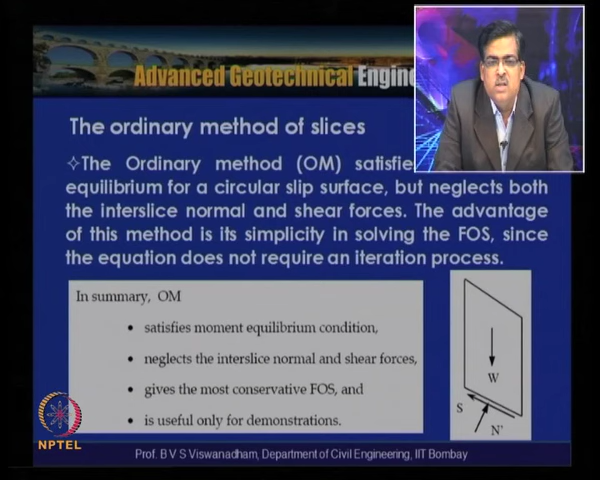 Advanced Geotechnical Engine
The ordinary method of slices
✧The Ordinary method (OM) satisfie
equilibrium for a circular slip surface, but neglects both
the interslice normal and shear forces. The advantage
of this method is its simplicity in solving the FOS, since
the equation does not require an iteration process.
In summary, OM
• satisfies moment equilibrium condition,
• neglects the interslice normal and shear forces,
• gives the most conservative FOS, and
• is useful only for demonstrations.
W
S
N'
NPTEL
Prof. B V S Viswanadham, Department of Civil Engineering, IIT Bombay